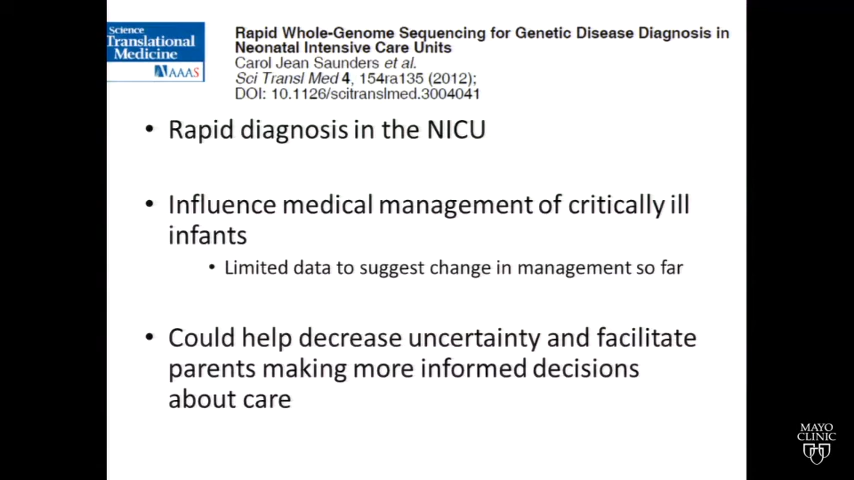 Science
Translational
Medicine
AAAS
Rapid Whole-Genome Sequencing for Genetic Disease Diagnosis in
Neonatal Intensive Care Units
Carol Jean Saunders et al.
Sci Transl Med 4, 154ra135 (2012);
DOI: 10.1126/scitranslmed.3004041
• Rapid diagnosis in the NICU
• Influence medical management of critically ill
infants
• Limited data to suggest change in management so far
• Could help decrease uncertainty and facilitate
parents making more informed decisions
about care
MAYO
CLINIC